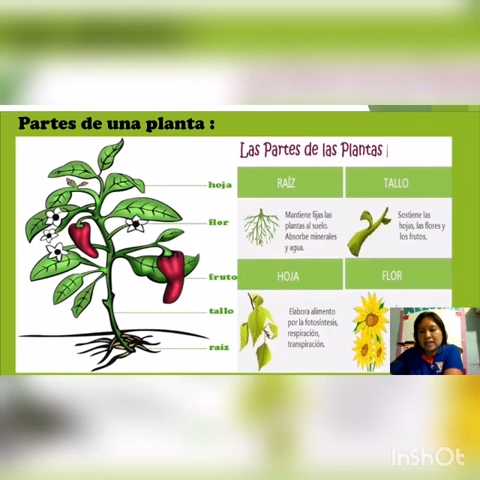 Partes de una planta :
hoja
flor
fruto
tallo
raíz
Las Partes de las Plantas
RAÍZ
Mantiene fijas las
plantas al suelo.
Absorbe minerales
y agua.
TALLO
Sostiene las
hojas, las flores y
los frutos.
HOJA
Elabora alimento
por la fotosíntesis,
respiración,
transpiración.
FLOR
InShOt